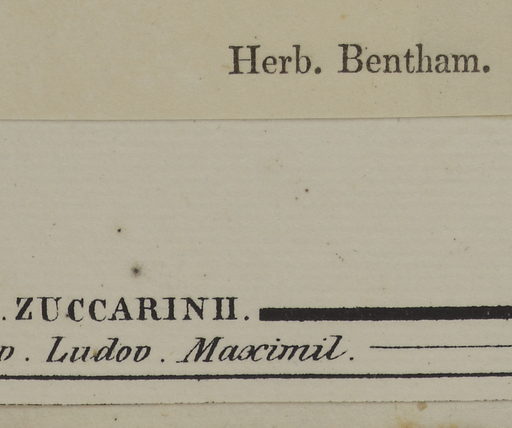 Herb. Bentham.
. ZUCCARINII.
. Ludov. Maximil.